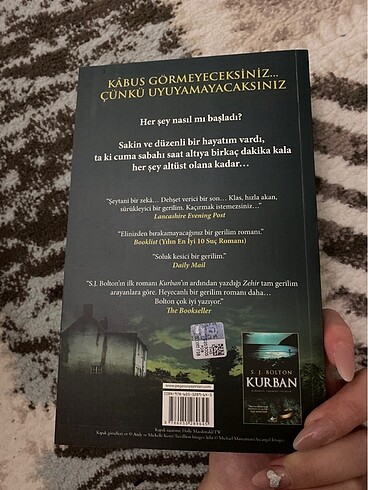 KÂBUS GÖRMEYECEKSİNİZ...
ÇÜNKÜ UYUYAMAYACAKSINIZ
Her şey nasıl mı başladı?
Sakin ve düzenli bir hayatım vardı,
ta ki cuma sabahı saat altıya birkaç dakika kala
her şey altüst olana kadar…
"Şeytani bir zekâ... Dehşet verici bir son... Klas, hızla akan,
sürükleyici bir gerilim. Kaçırmak istemezsiniz..."
Lancashire Evening Post
"Elinizden bırakamayacağınız bir gerilim romanı."
Booklist (Yılın En İyi 10 Suç Romanı)
"Soluk kesici bir gerilim."
Daily Mail
"S.J. Bolton'ın ilk romanı Kurban'ın ardından yazdığı Zehir tam gerilim
arayanlara göre. Heyecanlı bir gerilim romanı daha...
Bolton çok iyi yazıyor."
The Bookseller
S. J. BOLTON
KURBAN